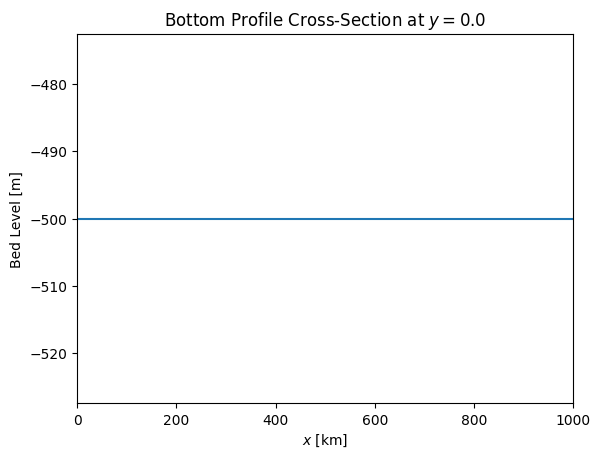 Bottom Profile Cross-Section at y = 0.0
−480
−490
−500
−510
−520
Bed Level [m]
0 200 400 600 800 1000
x [km]